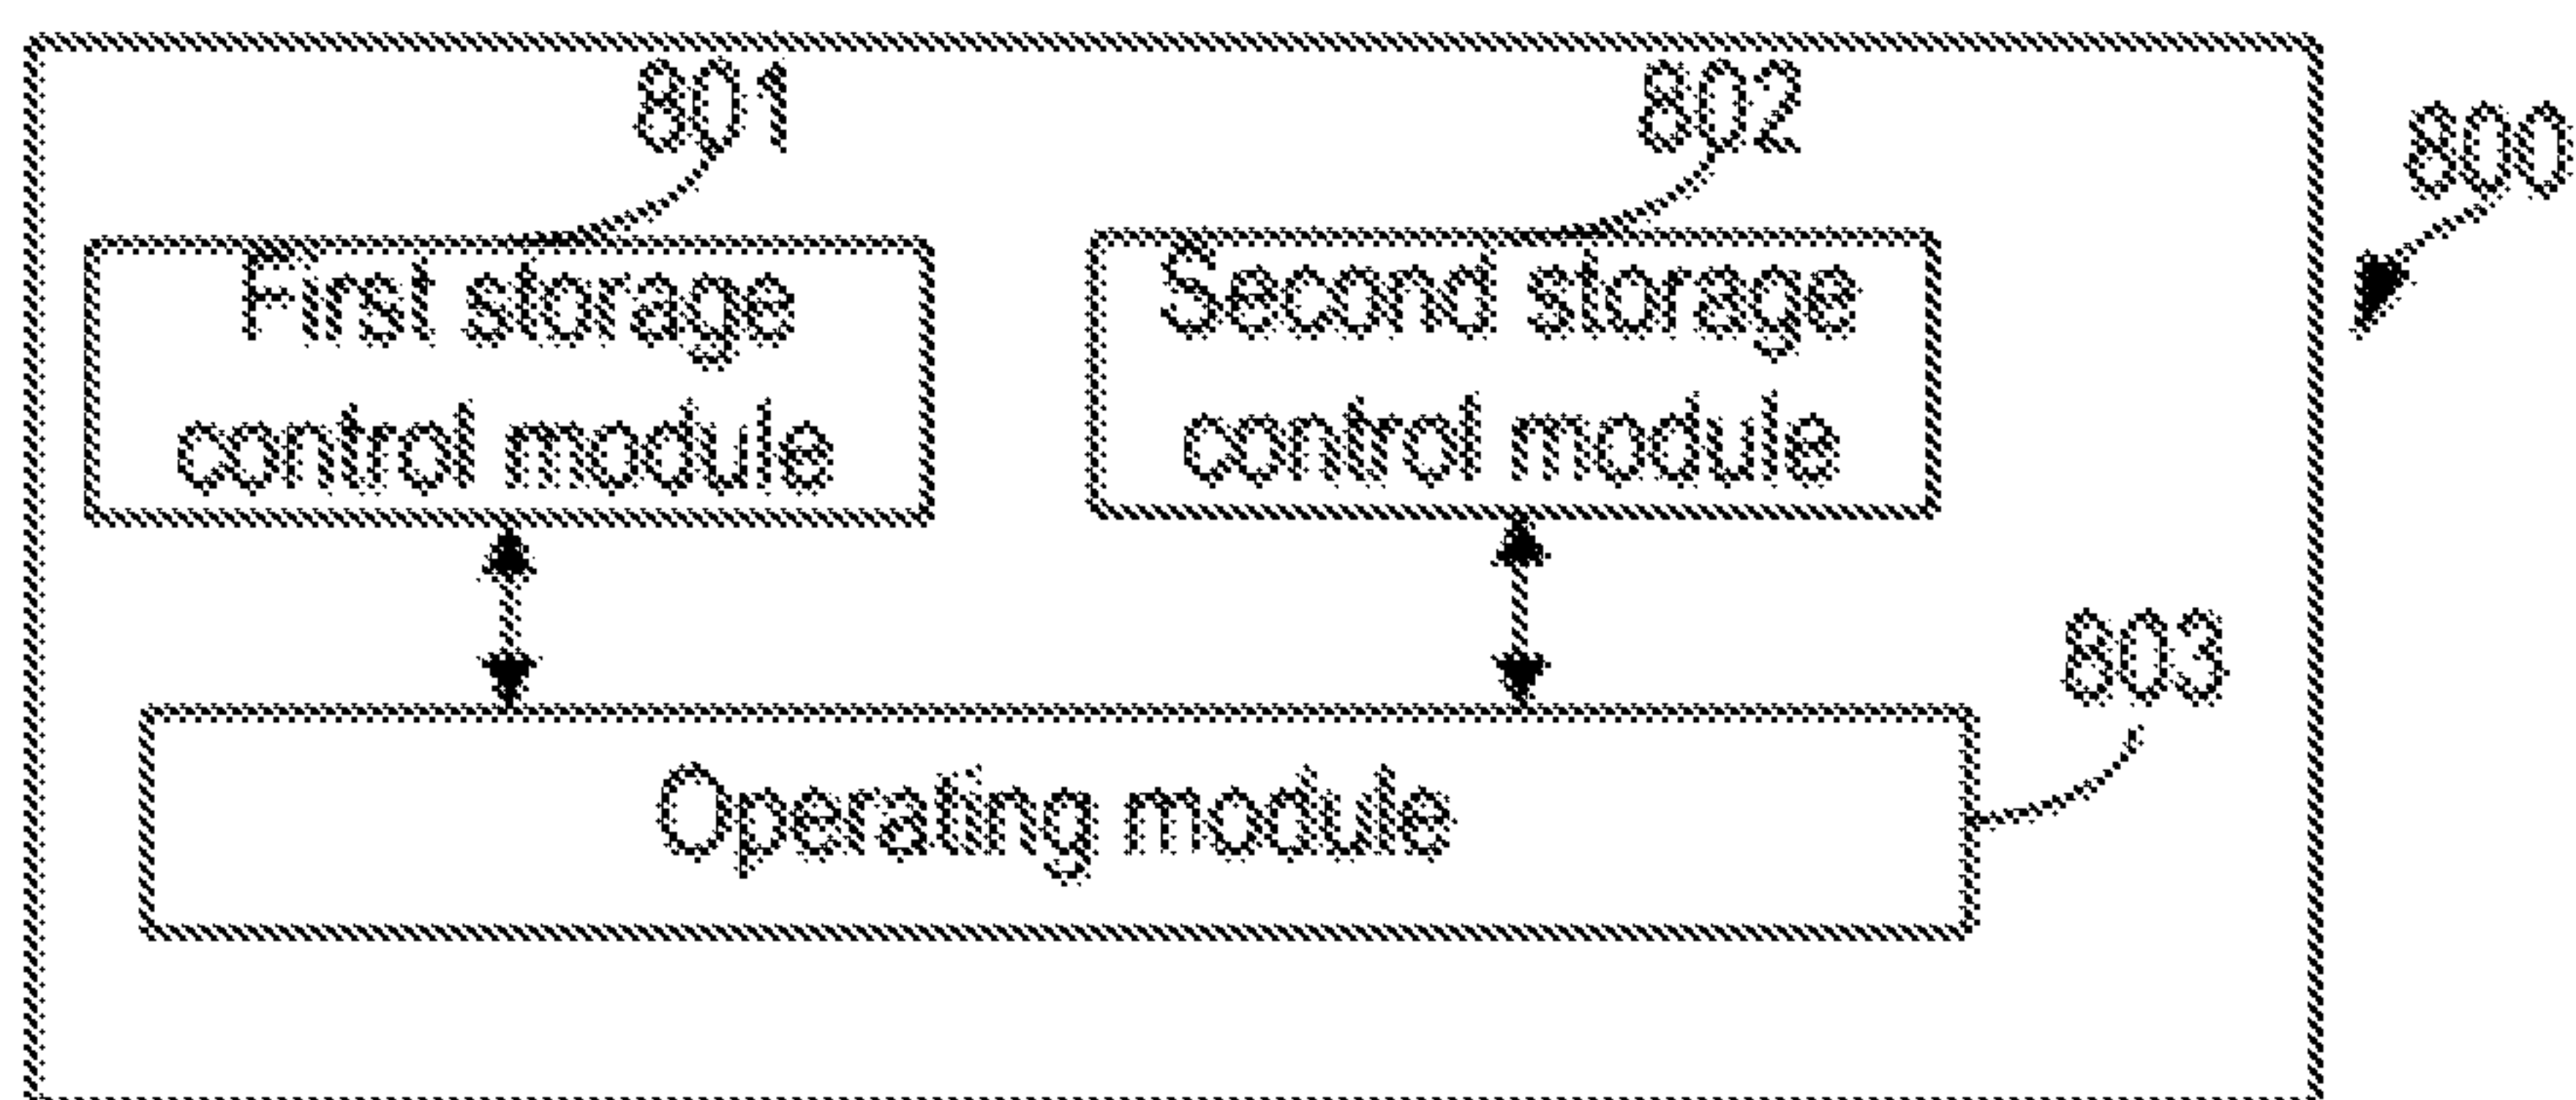 801
802
800
First storage
control module
Second storage
control module
803
Operating module